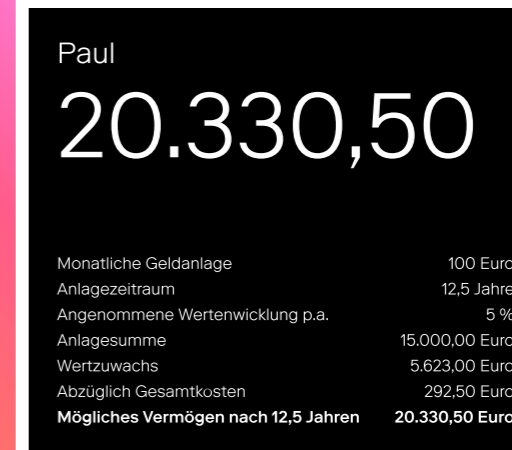 Paul
20.330,50
Monatliche Geldanlage 100 Euro
Anlagezeitraum 12,5 Jahre
Angenommene Wertenwicklung p.a. 5 %
Anlagesumme 15.000,00 Euro
Wertzuwachs 5.623,00 Euro
Abzüglich Gesamtkosten 292,50 Euro
Mögliches Vermögen nach 12,5 Jahren 20.330,50 Euro